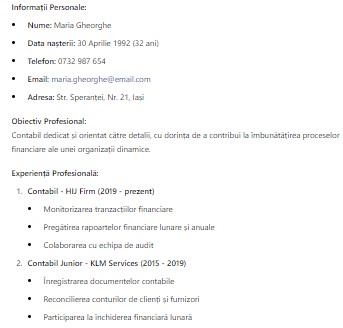 Informații Personale:
• Nume: Maria Gheorghe
• Data nașterii: 30 Aprilie 1992 (32 ani)
• Telefon: 0732 987 654
• Email: maria.gheorghe@email.com
• Adresa: Str. Speranței, Nr. 21, Iași
Obiectiv Profesional:
Contabil dedicat și orientat către detalii, cu dorința de a contribui la îmbunătățirea proceselor
financiare ale unei organizații dinamice.
Experiență Profesională:
1. Contabil - HIJ Firm (2019 - prezent)
• Monitorizarea tranzacțiilor financiare
• Pregătirea rapoartelor financiare lunare și anuale
• Colaborarea cu echipa de audit
2. Contabil Junior - KLM Services (2015 - 2019)
• Înregistrarea documentelor contabile
• Reconcilierea conturilor de clienți și furnizori
• Participarea la închiderea financiară lunară